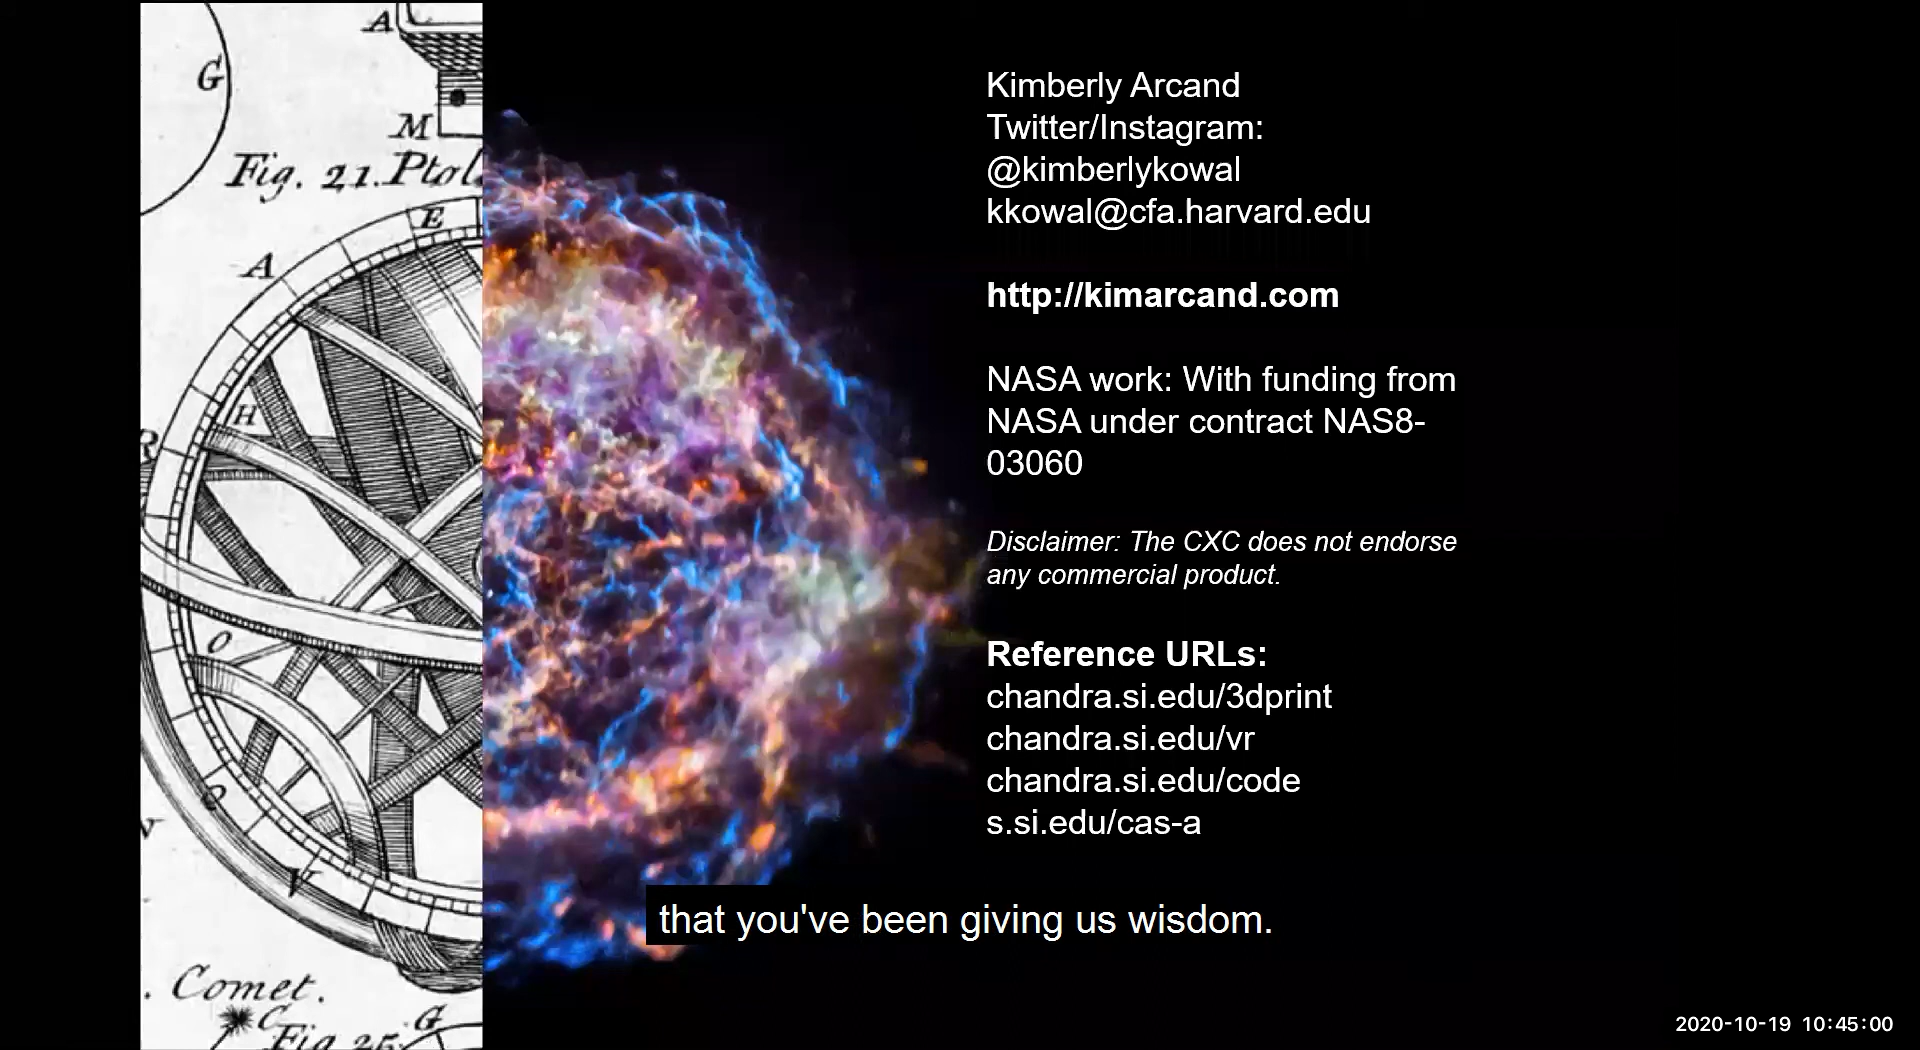 A
G
M
Fig. 21. Ptol
E
A
H
R
O
V
Comet.
C
G
Fig. 25.
Kimberly Arcand
Twitter/Instagram:
@kimberlykowal
kkowal@cfa.harvard.edu
http://kimarcand.com
NASA work: With funding from
NASA under contract NAS8-
03060
Disclaimer: The CXC does not endorse
any commercial product.
Reference URLs:
chandra.si.edu/3dprint
chandra.si.edu/vr
chandra.si.edu/code
s.si.edu/cas-a
that you've been giving us wisdom.
2020-10-19 10:45:00